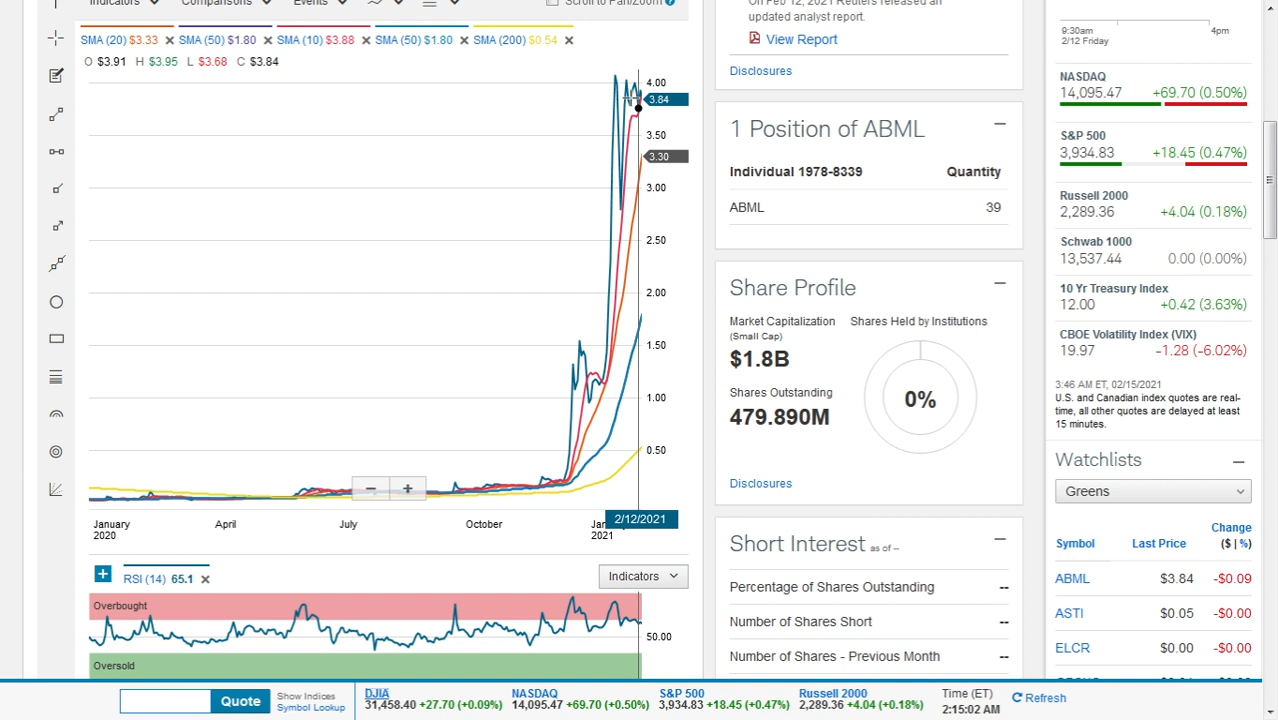 Indicators
Comparisons
Events
Scroll to Pan/Zoom
SMA (20) $3.33 SMA (50) $1.80 SMA (10) $3.88 SMA (50) $1.80 SMA (200) $0.54
O $3.91 H $3.95 L $3.68 C $3.84
4.00
3.84
3.50
3.30
3.00
2.50
2.00
1.50
1.00
0.50
January
2020
April
July
October
2021
2/12/2021
RSI (14) 65.1
Indicators
Overbought
50.00
Oversold
On Feb 12, 2021 Reuters released an
updated analyst report.
View Report
Disclosures
1 Position of ABML
Individual 1978-8339 Quantity
ABML 39
Share Profile
Market Capitalization
(Small Cap)
$1.8B
Shares Outstanding
479.890M
Shares Held by Institutions
0%
Disclosures
Short Interest as of --
Percentage of Shares Outstanding --
Number of Shares Short --
Number of Shares - Previous Month --
9:30am 4pm
2/12 Friday
NASDAQ
14,095.47 +69.70 (0.50%)
S&P 500
3,934.83 +18.45 (0.47%)
Russell 2000
2,289.36 +4.04 (0.18%)
Schwab 1000
13,537.44 0.00 (0.00%)
10 Yr Treasury Index
12.00 +0.42 (3.63%)
CBOE Volatility Index (VIX)
19.97 -1.28 (-6.02%)
3:46 AM ET, 02/15/2021
U.S. and Canadian index quotes are real-
time, all other quotes are delayed at least
15 minutes.
Watchlists
Greens
Symbol Last Price Change
($ | %)
ABML $3.84 -$0.09
ASTI $0.05 -$0.00
ELCR $0.00 -$0.00
Quote
Show Indices
Symbol Lookup
DJIA
31,458.40 +27.70 (+0.09%)
NASDAQ
14,095.47 +69.70 (+0.50%)
S&P 500
3,934.83 +18.45 (+0.47%)
Russell 2000
2,289.36 +4.04 (+0.18%)
Time (ET)
2:15:02 AM
Refresh